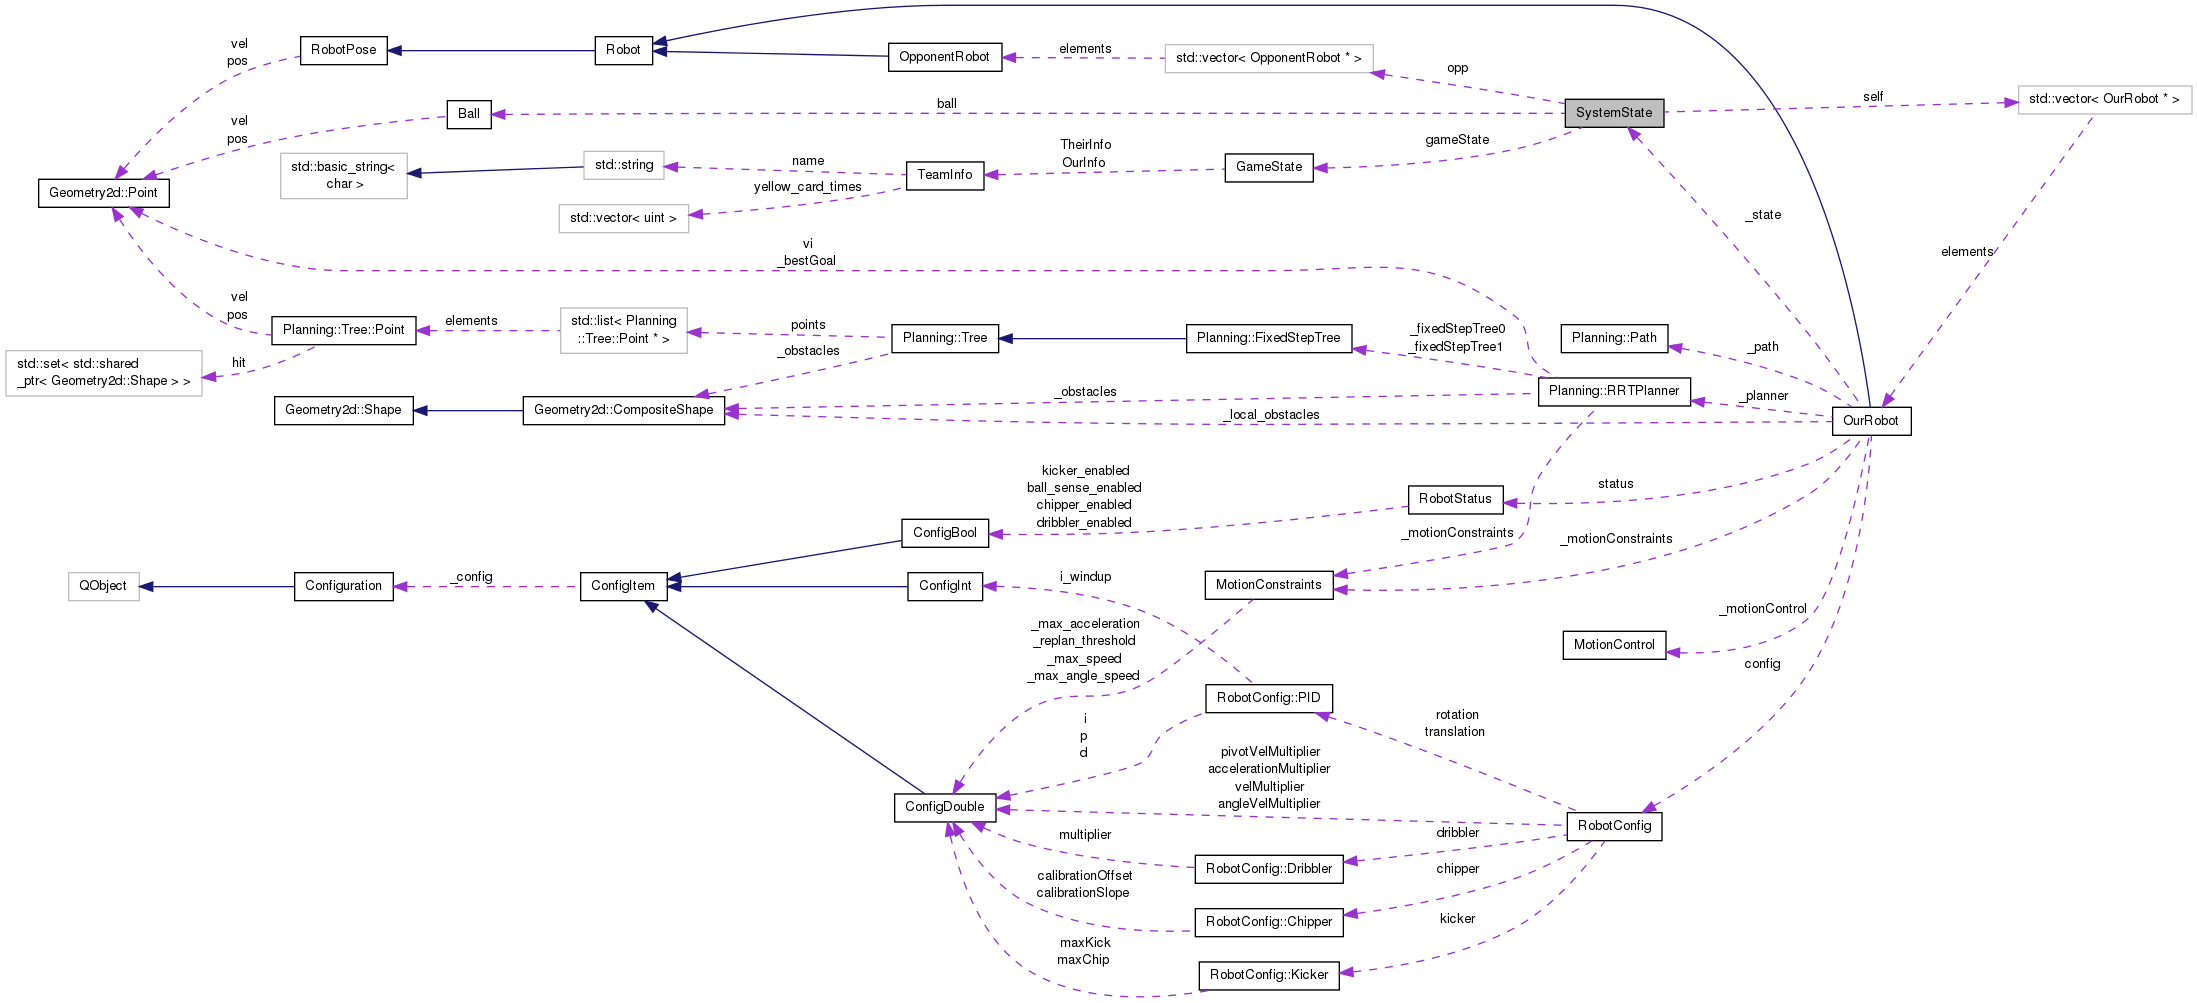 vel
pos
RobotPose
Robot
OpponentRobot
elements
std::vector< OpponentRobot * >
opp
self
std::vector< OurRobot * >
SystemState
ball
Ball
vel
pos
gameState
TheirInfo
OurInfo
GameState
name
std::string
std::basic_string<
char >
TeamInfo
yellow_card_times
std::vector< uint >
Geometry2d::Point
_state
vi
_bestGoal
elements
vel
pos
Planning::Tree::Point
elements
std::list< Planning
::Tree::Point * >
points
Planning::Tree
Planning::FixedStepTree
_fixedStepTree0
_fixedStepTree1
Planning::Path
_path
_obstacles
hit
std::set< std::shared
_ptr< Geometry2d::Shape > >
Planning::RRTPlanner
_planner
_obstacles
Geometry2d::Shape
Geometry2d::CompositeShape
_local_obstacles
OurRobot
kicker_enabled
ball_sense_enabled
chipper_enabled
dribbler_enabled
RobotStatus
status
ConfigBool
_motionConstraints
_motionConstraints
QObject
Configuration
_config
ConfigItem
ConfigInt
i_windup
MotionConstraints
_motionControl
_max_acceleration
_replan_threshold
_max_speed
_max_angle_speed
MotionControl
config
RobotConfig::PID
i
p
d
rotation
translation
pivotVelMultiplier
accelerationMultiplier
velMultiplier
angleVelMultiplier
ConfigDouble
RobotConfig
multiplier
dribbler
RobotConfig::Dribbler
calibrationOffset
calibrationSlope
chipper
RobotConfig::Chipper
kicker
maxKick
maxChip
RobotConfig::Kicker